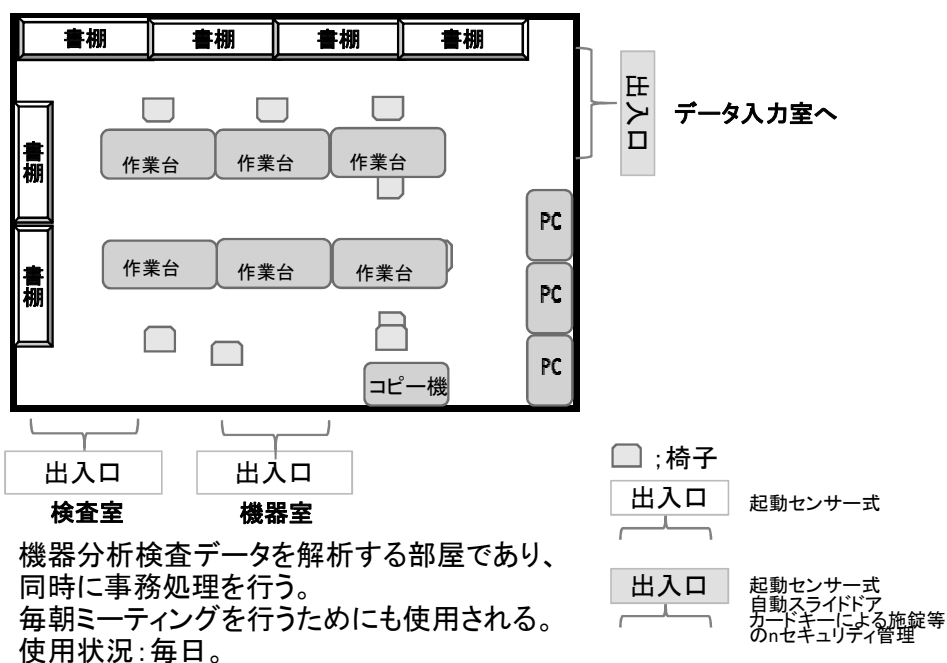 書棚 書棚 書棚 書棚
出入口
データ入力室へ
書棚
作業台 作業台 作業台
PC
書棚
作業台 作業台 作業台
PC
PC
コピー機
出入口 出入口
検査室 機器室
;椅子
出入口 起動センサー式
出入口 起動センサー式
自動スライドドア
カードキーによる施錠等
のnセキュリティ管理
機器分析検査データを解析する部屋であり、
同時に事務処理を行う。
毎朝ミーティングを行うためにも使用される。
使用状況:毎日。